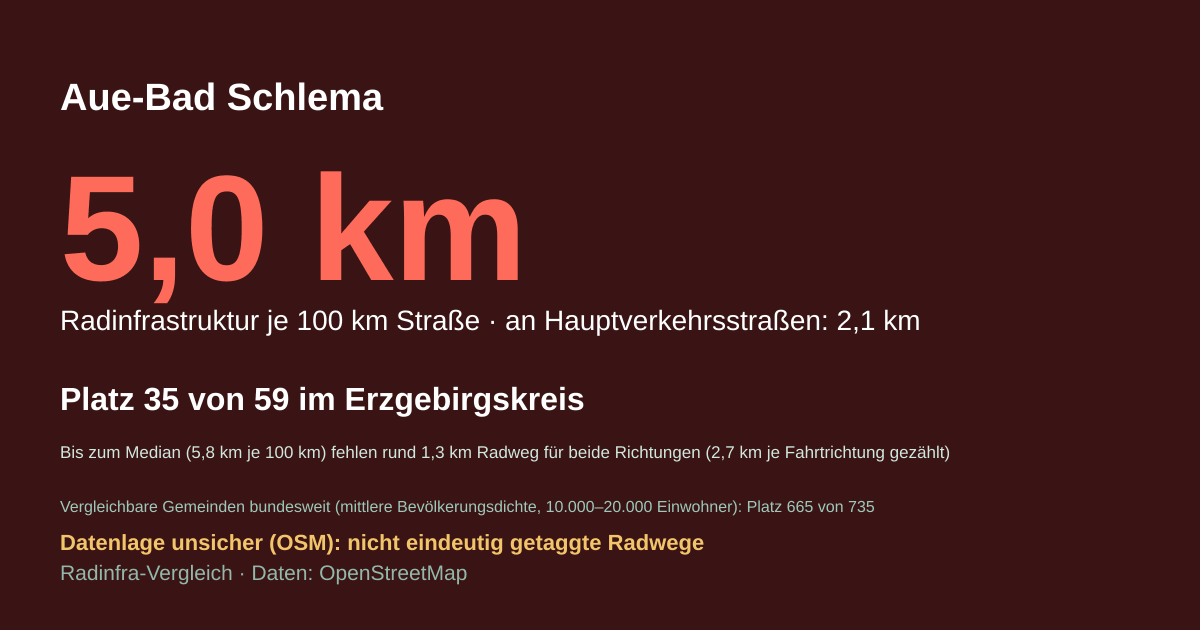 Aue-Bad Schlema
5,0 km
Radinfrastruktur je 100 km Straße · an Hauptverkehrsstraßen: 2,1 km
Platz 35 von 59 im Erzgebirgskreis
Bis zum Median (5,8 km je 100 km) fehlen rund 1,3 km Radweg für beide Richtungen (2,7 km je Fahrtrichtung gezählt)
Vergleichbare Gemeinden bundesweit (mittlere Bevölkerungsdichte, 10.000–20.000 Einwohner): Platz 665 von 735
Datenlage unsicher (OSM): nicht eindeutig getaggte Radwege
Radinfra-Vergleich · Daten: OpenStreetMap